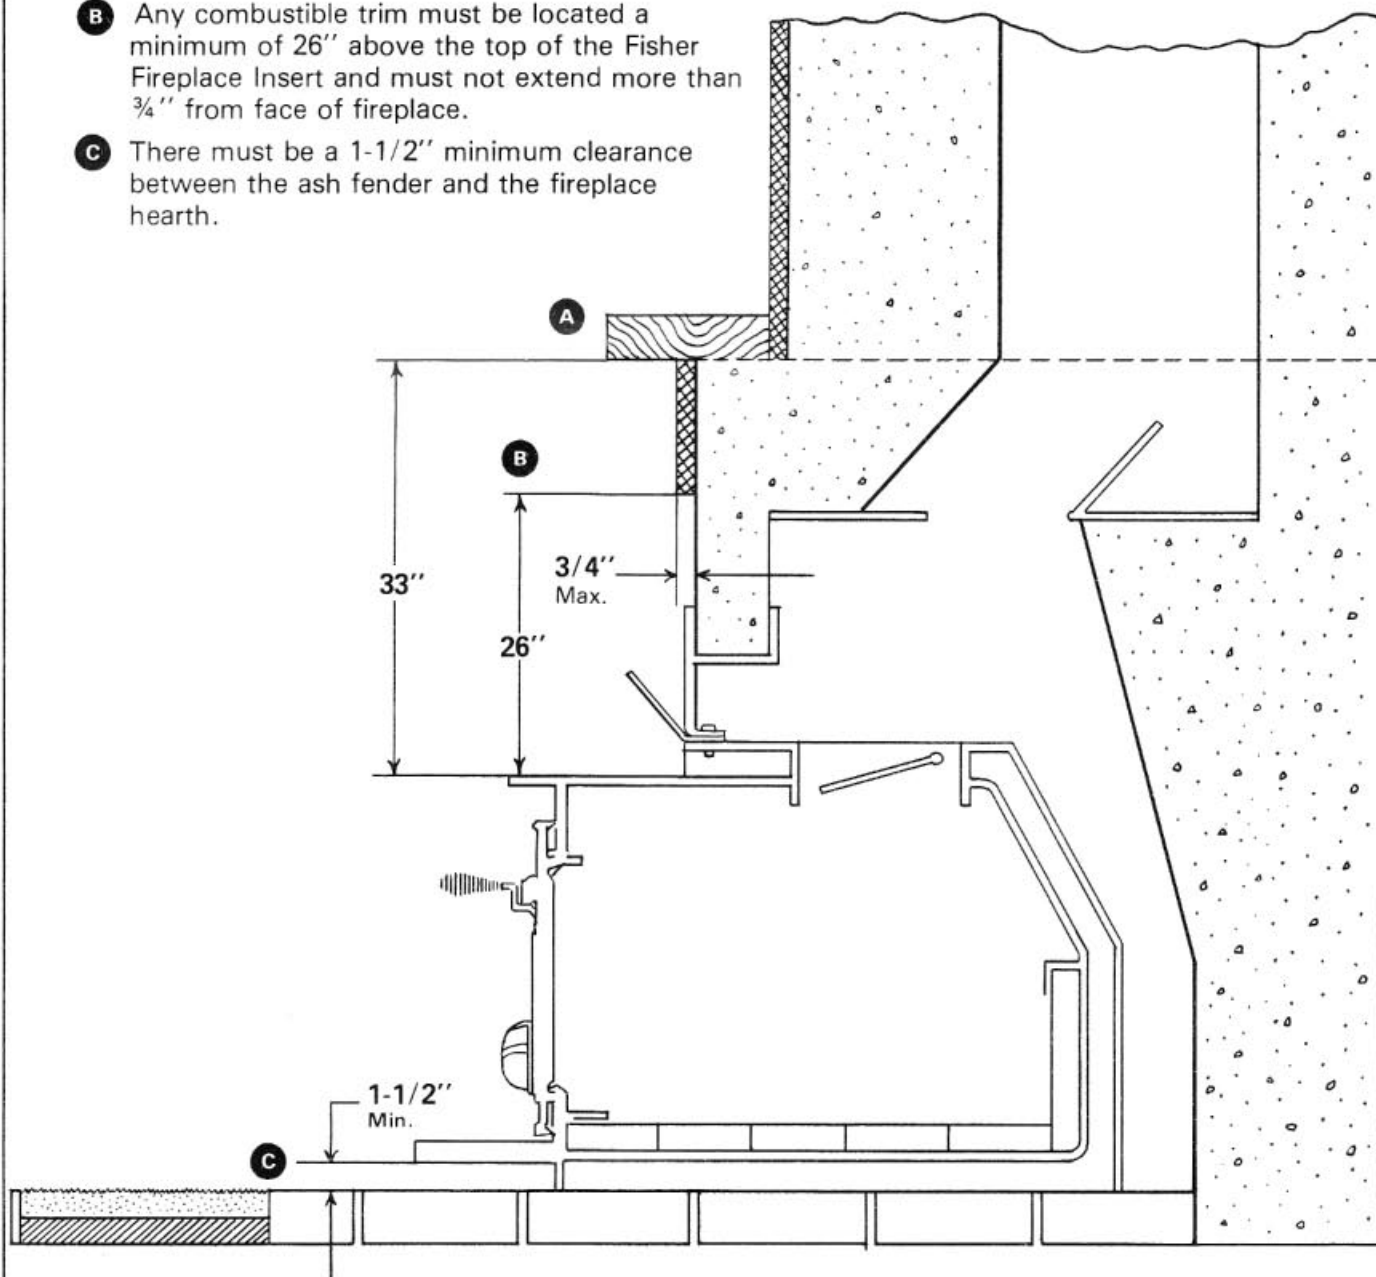 B Any combustible trim must be located a
minimum of 26'' above the top of the Fisher
Fireplace Insert and must not extend more than
¾'' from face of fireplace.
C There must be a 1-1/2'' minimum clearance
between the ash fender and the fireplace
hearth.
A
B
33''
3/4''
Max.
26''
1-1/2''
Min.
C